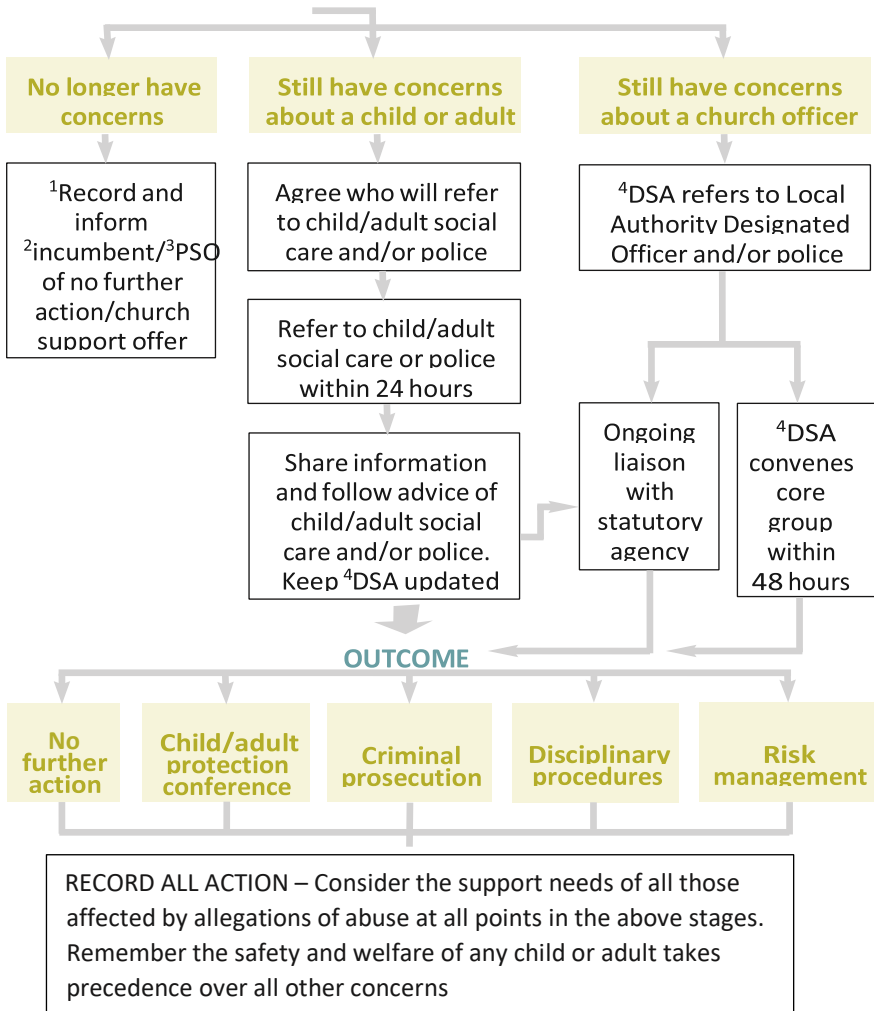 No longer have
concerns
Still have concerns
about a child or adult
Still have concerns
about a church officer
¹Record and
inform
²incumbent/³PSO
of no further
action/church
support offer
Agree who will refer
to child/adult social
care and/or police
⁴DSA refers to Local
Authority Designated
Officer and/or police
Refer to child/adult
social care or police
within 24 hours
Share information
and follow advice of
child/adult social
care and/or police.
Keep ⁴DSA updated
Ongoing
liaison
with
statutory
agency
⁴DSA
convenes
core
group
within
48 hours
OUTCOME
No
further
action
Child/adult
protection
conference
Criminal
prosecution
Disciplinary
procedures
Risk
management
RECORD ALL ACTION – Consider the support needs of all those
affected by allegations of abuse at all points in the above stages.
Remember the safety and welfare of any child or adult takes
precedence over all other concerns